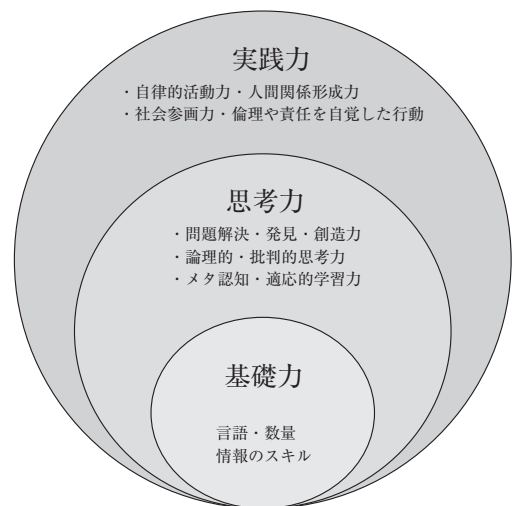 実践力
・自律的活動力・人間関係形成力
・社会参画力・倫理や責任を自覚した行動
思考力
・問題解決・発見・創造力
・論理的・批判的思考力
・メタ認知・適応的学習力
基礎力
言語・数量
情報のスキル